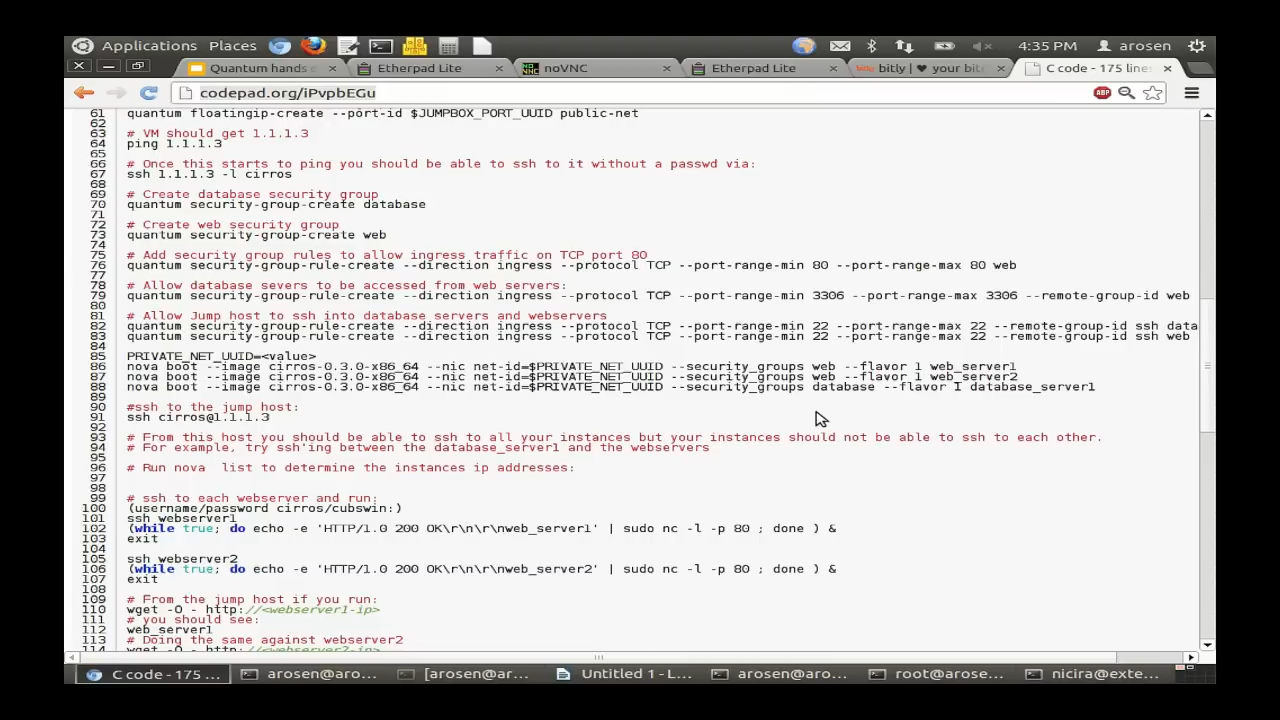 Applications Places 4:35 PM arosen
Quantum hands Etherpad Lite noVNC Etherpad Lite bitly | ♥ your bit C code - 175 line
codepad.org/iPvpbEGu
61 quantum floatingip-create --port-id $JUMPBOX_PORT_UUID public-net
62
63 # VM should get 1.1.1.3
64 ping 1.1.1.3
65
66 # Once this starts to ping you should be able to ssh to it without a passwd via:
67 ssh 1.1.1.3 -l cirros
68
69 # Create database security group
70 quantum security-group-create database
71
72 # Create web security group
73 quantum security-group-create web
74
75 # Add security group rules to allow ingress traffic on TCP port 80
76 quantum security-group-rule-create --direction ingress --protocol TCP --port-range-min 80 --port-range-max 80 web
77
78 # Allow database severs to be accessed from web servers:
79 quantum security-group-rule-create --direction ingress --protocol TCP --port-range-min 3306 --port-range-max 3306 --remote-group-id web
80
81 # Allow Jump host to ssh into database servers and webservers
82 quantum security-group-rule-create --direction ingress --protocol TCP --port-range-min 22 --port-range-max 22 --remote-group-id ssh data
83 quantum security-group-rule-create --direction ingress --protocol TCP --port-range-min 22 --port-range-max 22 --remote-group-id ssh web
84
85 PRIVATE_NET_UUID=<value>
86 nova boot --image cirros-0.3.0-x86_64 --nic net-id=$PRIVATE_NET_UUID --security_groups web --flavor 1 web_server1
87 nova boot --image cirros-0.3.0-x86_64 --nic net-id=$PRIVATE_NET_UUID --security_groups web --flavor 1 web_server2
88 nova boot --image cirros-0.3.0-x86_64 --nic net-id=$PRIVATE_NET_UUID --security_groups database --flavor 1 database_server1
89
90 #ssh to the jump host:
91 ssh cirros@1.1.1.3
92
93 # From this host you should be able to ssh to all your instances but your instances should not be able to ssh to each other.
94 # For example, try ssh'ing between the database_server1 and the webservers
95
96 # Run nova  list to determine the instances ip addresses:
97
98
99 # ssh to each webserver and run:
100 (username/password cirros/cubswin:)
101 ssh webserver1
102 (while true; do echo -e 'HTTP/1.0 200 OK\r\n\r\nweb_server1' | sudo nc -l -p 80 ; done ) &
103 exit
104
105 ssh webserver2
106 (while true; do echo -e 'HTTP/1.0 200 OK\r\n\r\nweb_server2' | sudo nc -l -p 80 ; done ) &
107 exit
108
109 # From the jump host if you run:
110 wget -O - http://<webserver1-ip>
111 # you should see:
112 web_server1
113 # Doing the same against webserver2
114 wget -O - http://<webserver2-ip>
C code - 175 ... arosen@aro... [arosen@ar... Untitled 1 - L... arosen@aro... root@arose... nicira@exte...